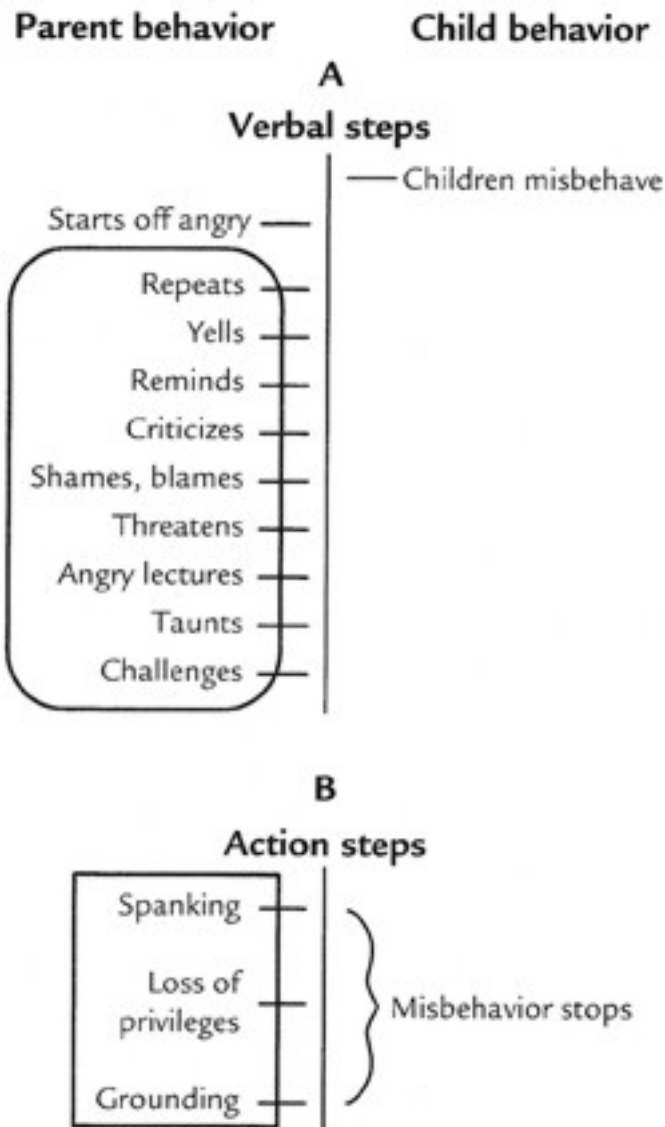 Parent behavior Child behavior
A
Verbal steps
Children misbehave
Starts off angry
Repeats
Yells
Reminds
Criticizes
Shames, blames
Threatens
Angry lectures
Taunts
Challenges
B
Action steps
Spanking
Loss of
privileges
Misbehavior stops
Grounding